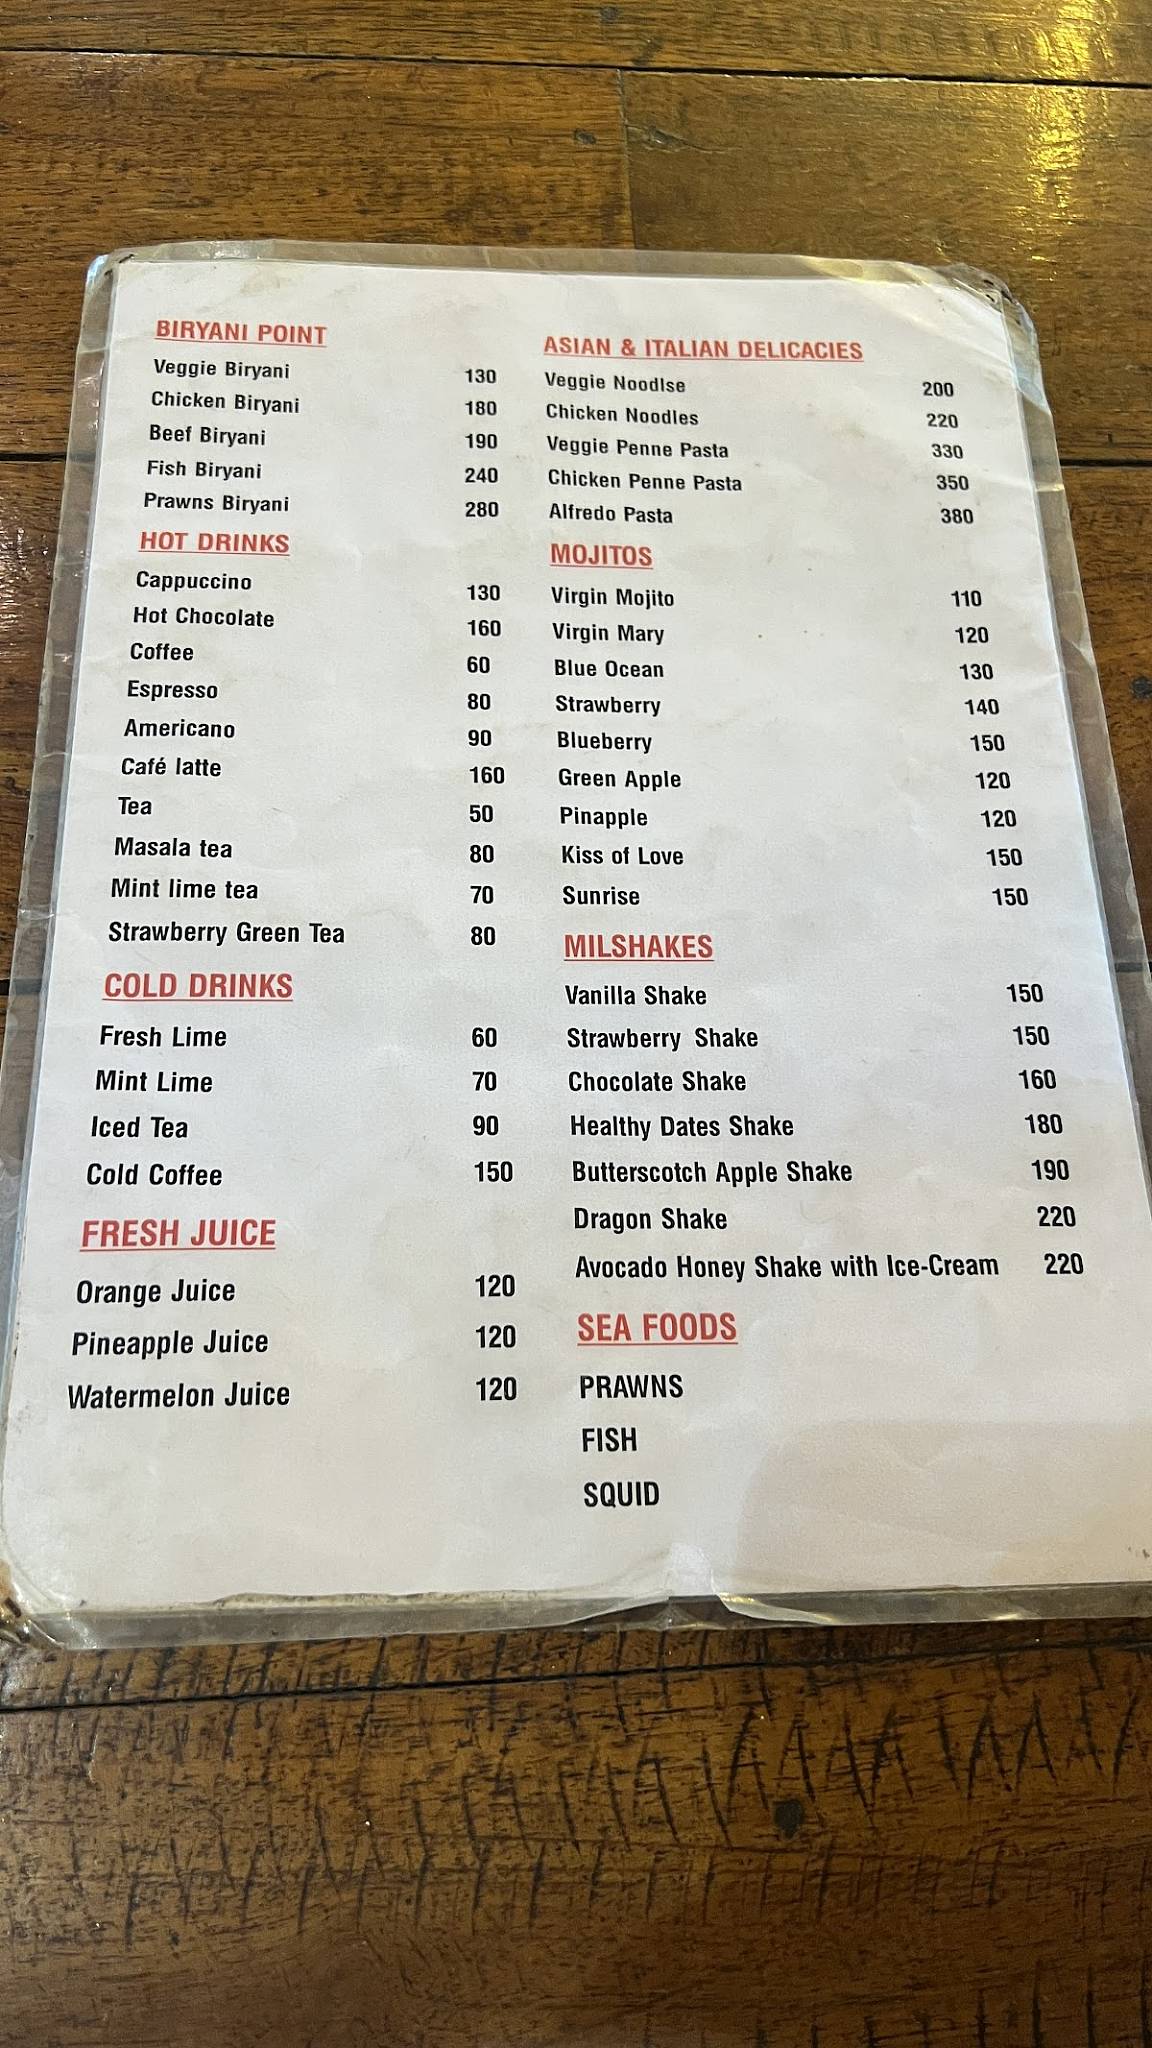 BIRYANI POINT
Veggie Biryani 130
Chicken Biryani 180
Beef Biryani 190
Fish Biryani 240
Prawns Biryani 280
HOT DRINKS
Cappuccino 130
Hot Chocolate 160
Coffee 60
Espresso 80
Americano 90
Café latte 160
Tea 50
Masala tea 80
Mint lime tea 70
Strawberry Green Tea 80
COLD DRINKS
Fresh Lime 60
Mint Lime 70
Iced Tea 90
Cold Coffee 150
FRESH JUICE
Orange Juice 120
Pineapple Juice 120
Watermelon Juice 120
ASIAN & ITALIAN DELICACIES
Veggie Noodlse 200
Chicken Noodles 220
Veggie Penne Pasta 330
Chicken Penne Pasta 350
Alfredo Pasta 380
MOJITOS
Virgin Mojito 110
Virgin Mary 120
Blue Ocean 130
Strawberry 140
Blueberry 150
Green Apple 120
Pinapple 120
Kiss of Love 150
Sunrise 150
MILSHAKES
Vanilla Shake 150
Strawberry Shake 150
Chocolate Shake 160
Healthy Dates Shake 180
Butterscotch Apple Shake 190
Dragon Shake 220
Avocado Honey Shake with Ice-Cream 220
SEA FOODS
PRAWNS
FISH
SQUID